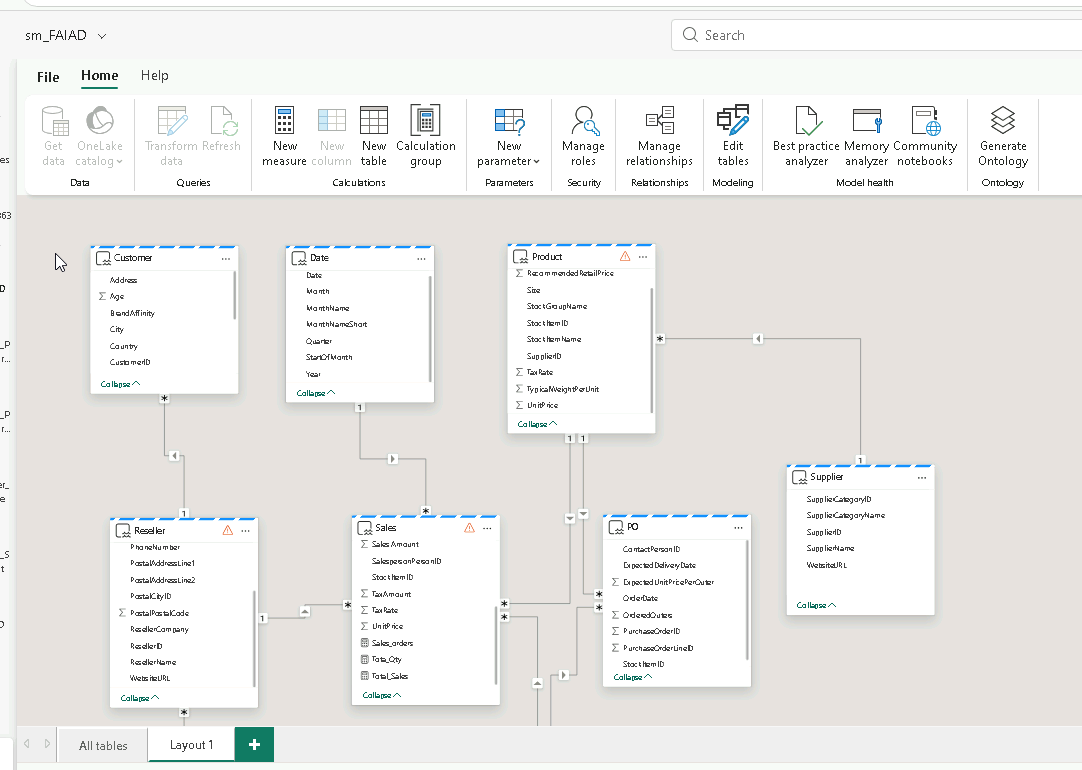 sm_FAIAD
Search
File Home Help
Get data
OneLake catalog
Transform data
Refresh
New measure
New column
New table
Calculation group
New parameter
Manage roles
Manage relationships
Edit tables
Best practice analyzer
Memory analyzer
Community notebooks
Generate Ontology
Data
Queries
Calculations
Parameters
Security
Relationships
Modeling
Model health
Ontology
Customer
Address
Age
BrandAffinity
City
Country
CustomerID
Collapse
Date
Date
Month
MonthName
MonthNameShort
Quarter
StartOfMonth
Year
Collapse
Product
RecommendedRetailPrice
Size
StockGroupName
StockItemID
StockItemName
SupplierID
TaxRate
TypicalWeightPerUnit
UnitPrice
Collapse
Supplier
SupplierCategoryID
SupplierCategoryName
SupplierID
SupplierName
WebsiteURL
Collapse
Reseller
PhoneNumber
PostalAddressLine1
PostalAddressLine2
PostalCityID
PostalPostalCode
ResellerCompany
ResellerID
ResellerName
WebsiteURL
Collapse
Sales
Sales Amount
SalespersonPersonID
StockItemID
TaxAmount
TaxRate
UnitPrice
Sales_orders
Tota_Qty
Total_Sales
Collapse
PO
ContactPersonID
ExpectedDeliveryDate
ExpectedUnitPricePerOuter
OrderDate
OrderedOuters
PurchaseOrderID
PurchaseOrderLineID
StockItemID
Collapse
All tables
Layout 1